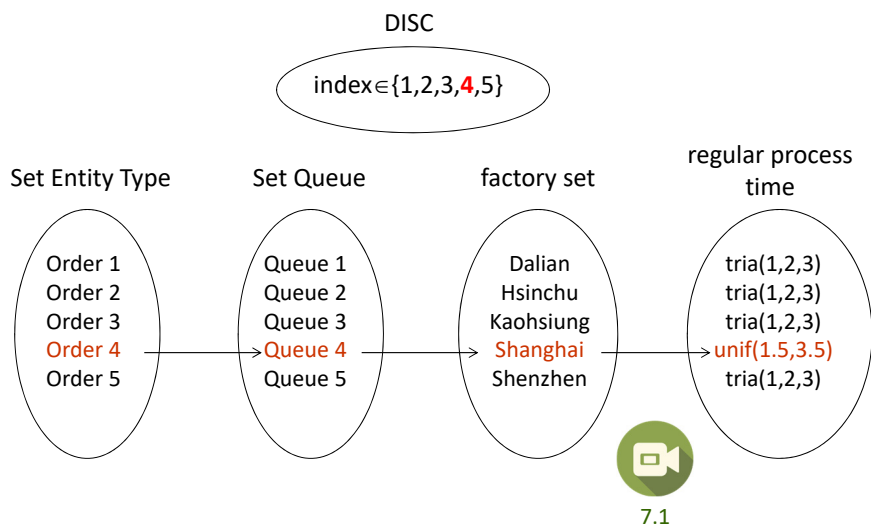 DISC
index∈{1,2,3,4,5}
Set Entity Type
Set Queue
factory set
regular process
time
Order 1
Order 2
Order 3
Order 4
Order 5
Queue 1
Queue 2
Queue 3
Queue 4
Queue 5
Dalian
Hsinchu
Kaohsiung
Shanghai
Shenzhen
tria(1,2,3)
tria(1,2,3)
tria(1,2,3)
unif(1.5,3.5)
tria(1,2,3)
7.1